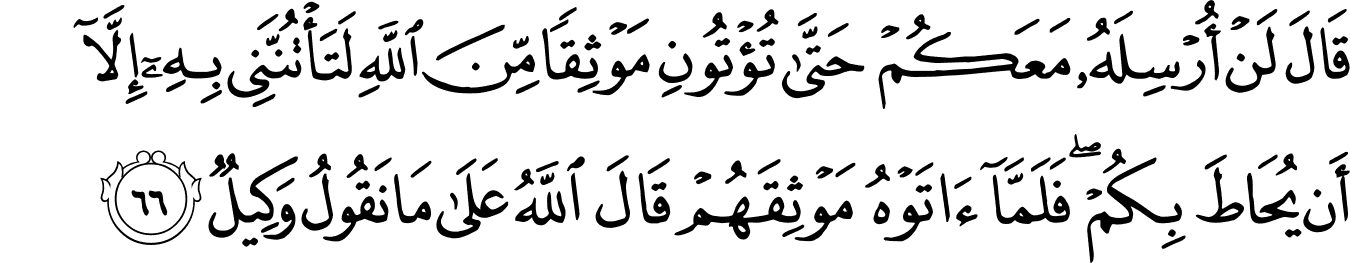 قَالَ لَنْ أُرْسِلَهُۥ مَعَكُمْ حَتَّىٰ تُؤْتُونِ مَوْثِقًا مِّنَ ٱللَّهِ لَتَأْتُنَّنِى بِهِۦٓ إِلَّآ
أَن يُحَاطَ بِكُمْ ۖ فَلَمَّآ ءَاتَوْهُ مَوْثِقَهُمْ قَالَ ٱللَّهُ عَلَىٰ مَا نَقُولُ وَكِيلٌ ٦٦